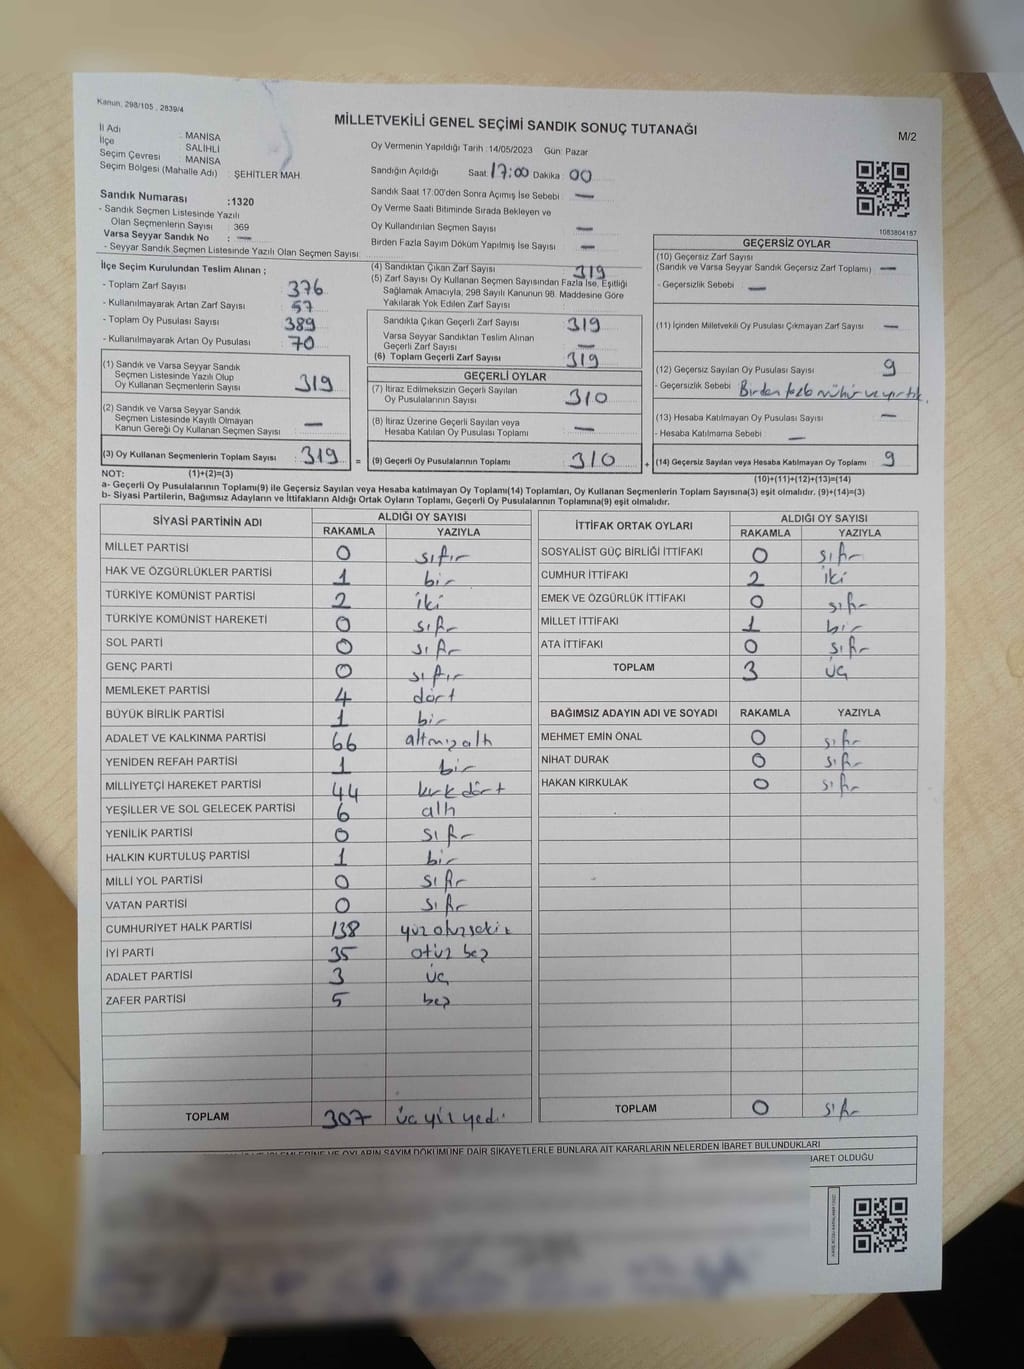 Kanun, 298/105 , 2839/4
MİLLETVEKİLİ GENEL SEÇİMİ SANDIK SONUÇ TUTANAĞI
M/2
İl Adı : MANİSA
İlçe : SALİHLİ
Seçim Çevresi : MANİSA
Seçim Bölgesi (Mahalle Adı) : ŞEHİTLER MAH.
Sandık Numarası :1320
- Sandık Seçmen Listesinde Yazılı
Olan Seçmenlerin Sayısı : 369
Varsa Seyyar Sandık No : —
- Seyyar Sandık Seçmen Listesinde Yazılı Olan Seçmen Sayısı:
Oy Vermenin Yapıldığı Tarih :14/05/2023 Gün: Pazar
Sandığın Açıldığı Saat: 17:00 Dakika: 00
Sandık Saat 17:00'den Sonra Açımış İse Sebebi : —
Oy Verme Saati Bitiminde Sırada Bekleyen ve
Oy Kullandırılan Seçmen Sayısı : —
Birden Fazla Sayım Döküm Yapılmış İse Sayısı : —
1083804167
İlçe Seçim Kurulundan Teslim Alınan ;
- Toplam Zarf Sayısı : 376
- Kullanılmayarak Artan Zarf Sayısı : 57
- Toplam Oy Pusulası Sayısı : 389
- Kullanılmayarak Artan Oy Pusulası : 70
(1) Sandık ve Varsa Seyyar Sandık
Seçmen Listesinde Yazılı Olup
Oy Kullanan Seçmenlerin Sayısı : 319
(2) Sandık ve Varsa Seyyar Sandık
Seçmen Listesinde Kayıtlı Olmayan
Kanun Gereği Oy Kullanan Seçmen Sayısı : —
(3) Oy Kullanan Seçmenlerin Toplam Sayısı : 319
(4) Sandıktan Çıkan Zarf Sayısı : 319
(5) Zarf Sayısı Oy Kullanan Seçmen Sayısından Fazla İse, Eşitliği
Sağlamak Amacıyla, 298 Sayılı Kanunun 98. Maddesine Göre
Yakılarak Yok Edilen Zarf Sayısı
Sandıkta Çıkan Geçerli Zarf Sayısı : 319
Varsa Seyyar Sandıktan Teslim Alınan
Geçerli Zarf Sayısı : —
(6) Toplam Geçerli Zarf Sayısı : 319
GEÇERLİ OYLAR
(7) İtiraz Edilmeksizin Geçerli Sayılan
Oy Pusulalarının Sayısı : 310
(8) İtiraz Üzerine Geçerli Sayılan veya
Hesaba Katılan Oy Pusulası Toplamı : —
= (9) Geçerli Oy Pusulalarının Toplamı : 310
GEÇERSİZ OYLAR
(10) Geçersiz Zarf Sayısı
(Sandık ve Varsa Seyyar Sandık Geçersiz Zarf Toplamı) : —
- Geçersizlik Sebebi : —
(11) İçinden Milletvekili Oy Pusulası Çıkmayan Zarf Sayısı : —
(12) Geçersiz Sayılan Oy Pusulası Sayısı : 9
- Geçersizlik Sebebi : Birden fazla mühür ve yırtık.
(13) Hesaba Katılmayan Oy Pusulası Sayısı : —
- Hesaba Katılmama Sebebi : —
+ (14) Geçersiz Sayılan veya Hesaba Katılmayan Oy Toplamı : 9
NOT: (1)+(2)=(3)
(10)+(11)+(12)+(13)=(14)
a- Geçerli Oy Pusulalarının Toplamı(9) ile Geçersiz Sayılan veya Hesaba katılmayan Oy Toplamı(14) Toplamları, Oy Kullanan Seçmenlerin Toplam Sayısına(3) eşit olmalıdır. (9)+(14)=(3)
b- Siyasi Partilerin, Bağımsız Adayların ve İttifakların Aldığı Ortak Oyların Toplamı, Geçerli Oy Pusulalarının Toplamına(9) eşit olmalıdır.
SİYASİ PARTİNİN ADI ALDIĞI OY SAYISI
RAKAMLA YAZIYLA
MİLLET PARTİSİ 0 sıfır
HAK VE ÖZGÜRLÜKLER PARTİSİ 1 bir
TÜRKİYE KOMÜNİST PARTİSİ 2 iki
TÜRKİYE KOMÜNİST HAREKETİ 0 sıfır
SOL PARTİ 0 sıfır
GENÇ PARTİ 0 sıfır
MEMLEKET PARTİSİ 4 dört
BÜYÜK BİRLİK PARTİSİ 1 bir
ADALET VE KALKINMA PARTİSİ 66 altmışaltı
YENİDEN REFAH PARTİSİ 1 bir
MİLLİYETÇİ HAREKET PARTİSİ 44 kırkdört
YEŞİLLER VE SOL GELECEK PARTİSİ 6 altı
YENİLİK PARTİSİ 0 sıfır
HALKIN KURTULUŞ PARTİSİ 1 bir
MİLLİ YOL PARTİSİ 0 sıfır
VATAN PARTİSİ 0 sıfır
CUMHURİYET HALK PARTİSİ 138 yüz otuzsekiz
İYİ PARTİ 35 otuz beş
ADALET PARTİSİ 3 üç
ZAFER PARTİSİ 5 beş
TOPLAM 307 üç yüz yedi
İTTİFAK ORTAK OYLARI ALDIĞI OY SAYISI
RAKAMLA YAZIYLA
SOSYALİST GÜÇ BİRLİĞİ İTTİFAKI 0 sıfır
CUMHUR İTTİFAKI 2 iki
EMEK VE ÖZGÜRLÜK İTTİFAKI 0 sıfır
MİLLET İTTİFAKI 1 bir
ATA İTTİFAKI 0 sıfır
TOPLAM 3 üç
BAĞIMSIZ ADAYIN ADI VE SOYADI RAKAMLA YAZIYLA
MEHMET EMİN ÖNAL 0 sıfır
NİHAT DURAK 0 sıfır
HAKAN KIRKULAK 0 sıfır
TOPLAM 0 sıfır
OYLARIN SAYIM DÖKÜMÜNE DAİR ŞİKAYETLERLE BUNLARA AİT KARARLARIN NELERDEN İBARET BULUNDUKLARI
İBARET OLDUĞU